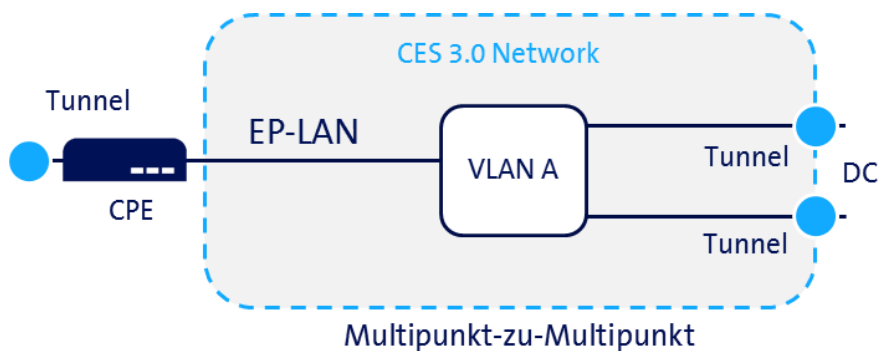 CES 3.0 Network
Tunnel
EP-LAN
CPE
VLAN A
Tunnel
DC
Tunnel
Multipunkt-zu-Multipunkt